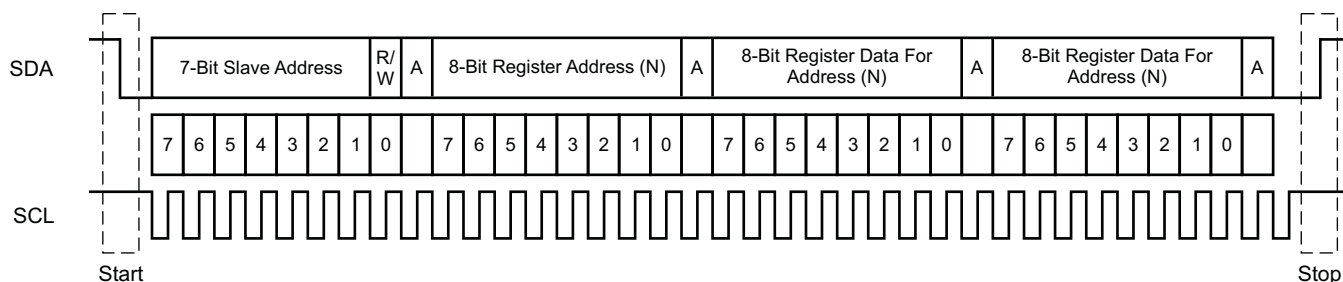 SDA
7-Bit Slave Address
R/
W
A
8-Bit Register Address (N)
A
8-Bit Register Data For
Address (N)
A
8-Bit Register Data For
Address (N)
A
7 6 5 4 3 2 1 0 7 6 5 4 3 2 1 0 7 6 5 4 3 2 1 0 7 6 5 4 3 2 1 0
SCL
Start
Stop